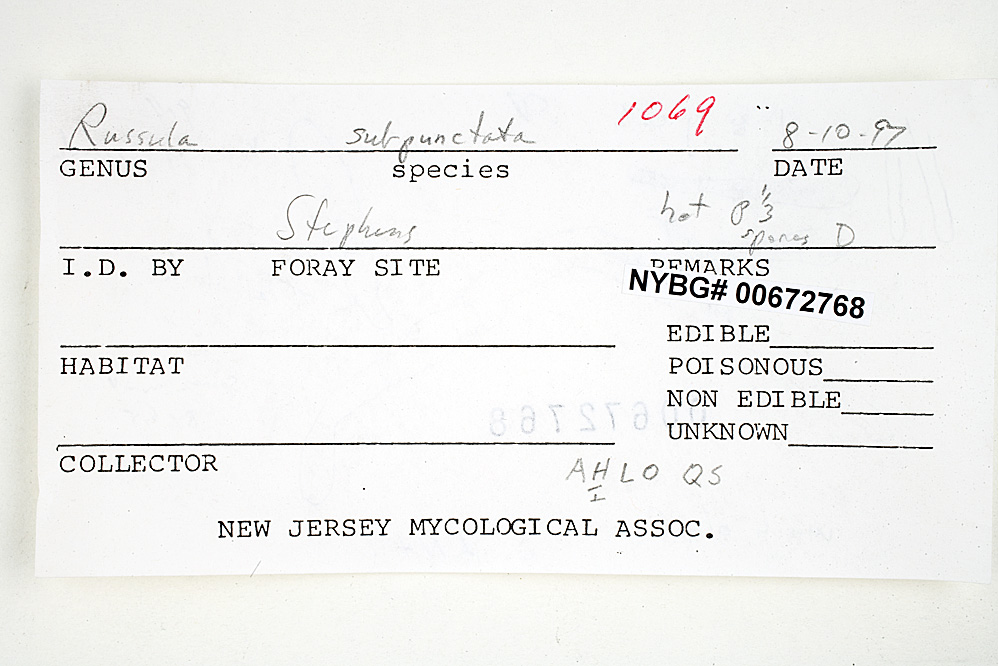 Russula subpunctata 1069 8-10-97
GENUS species DATE
Stephens hot
spores D
I.D. BY FORAY SITE REMARKS
NYBG# 00672768
EDIBLE
HABITAT POISONOUS
NON EDIBLE
00672768
UNKNOWN
COLLECTOR
AHLO QS
I
NEW JERSEY MYCOLOGICAL ASSOC.